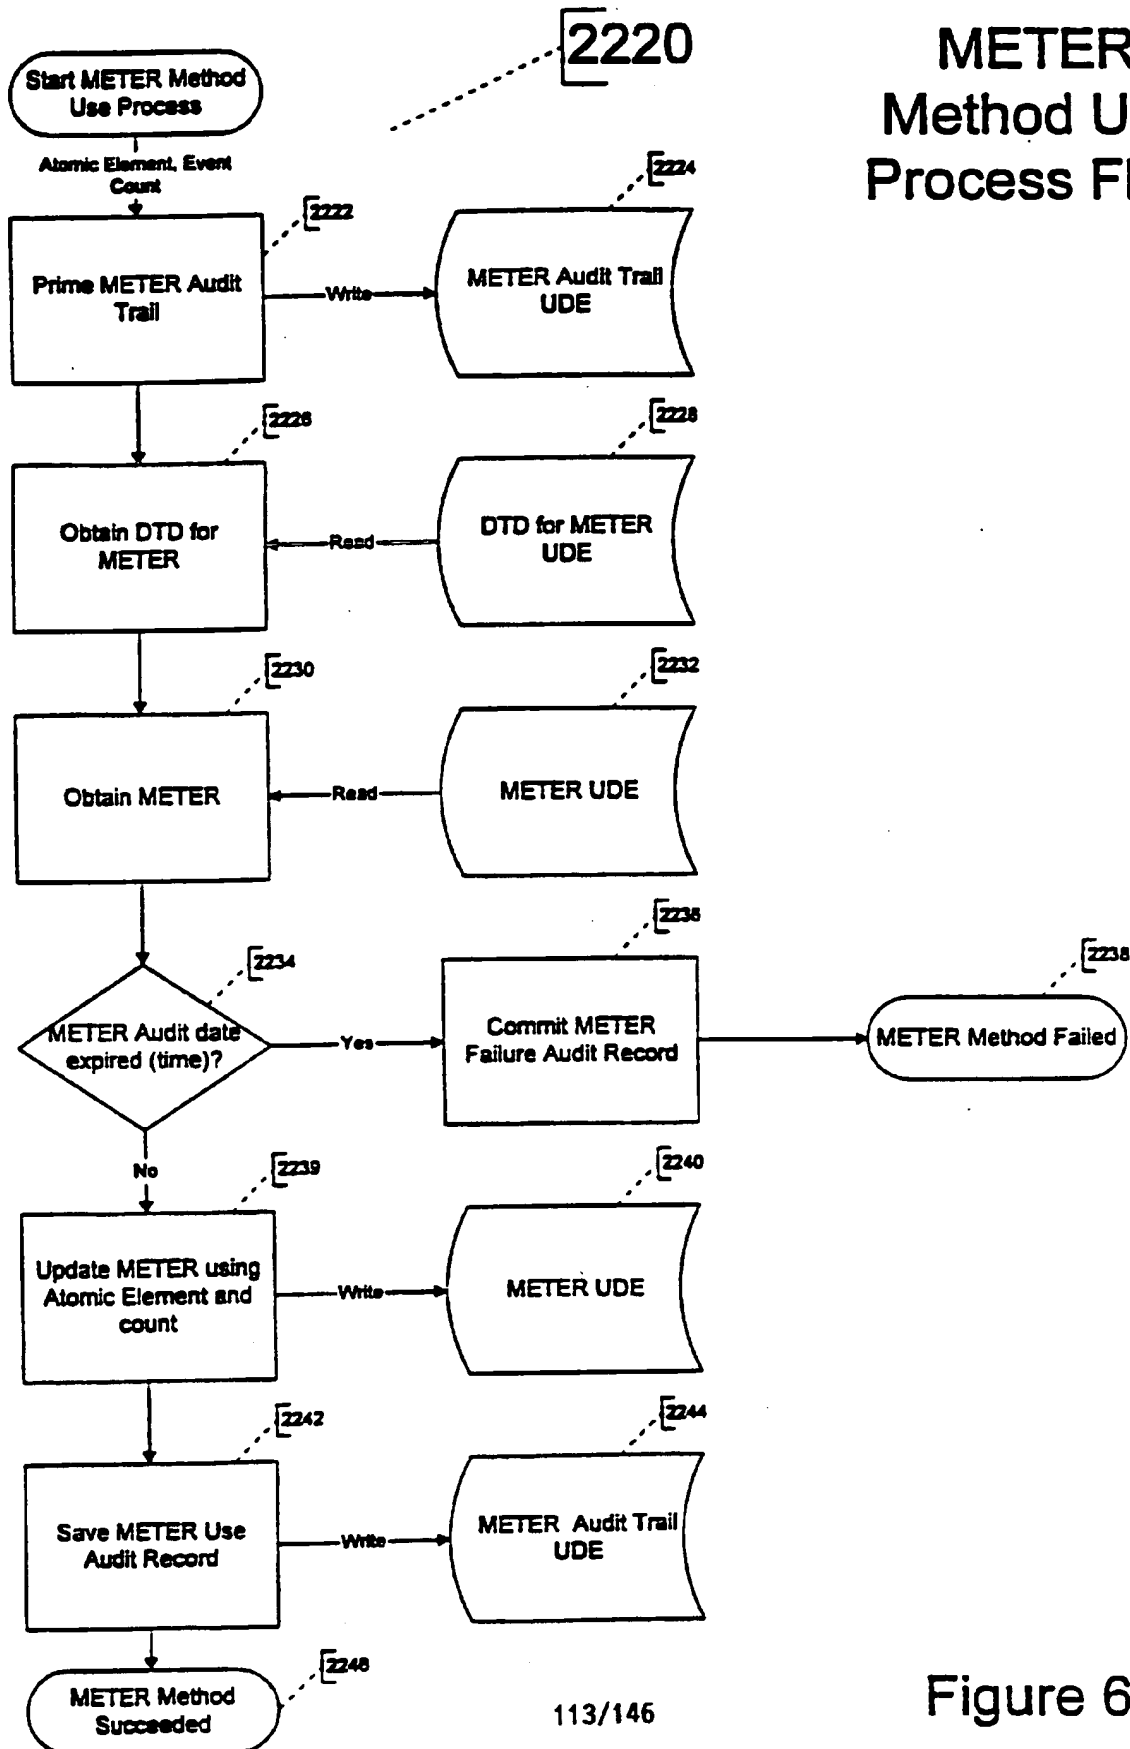 2220
METER
Method U
Process Fl
Start METER Method
Use Process
Atomic Element, Event
Count
2222
2224
Prime METER Audit
Trail
Write
METER Audit Trail
UDE
2226
2228
Obtain DTD for
METER
Read
DTD for METER
UDE
2230
2232
Obtain METER
Read
METER UDE
2234
2236
2238
METER Audit date
expired (time)?
Yes
Commit METER
Failure Audit Record
METER Method Failed
No
2239
2240
Update METER using
Atomic Element and
count
Write
METER UDE
2242
2244
Save METER Use
Audit Record
Write
METER Audit Trail
UDE
2246
METER Method
Succeeded
113/146
Figure 6